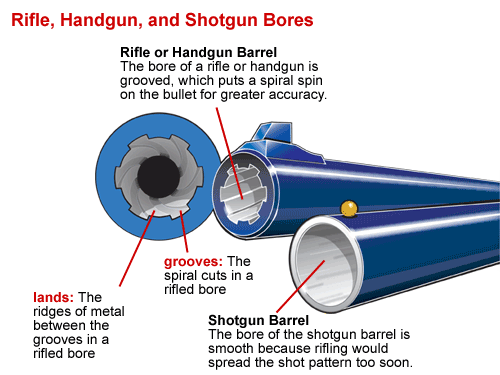 Rifle, Handgun, and Shotgun Bores
Rifle or Handgun Barrel
The bore of a rifle or handgun is
grooved, which puts a spiral spin
on the bullet for greater accuracy.
grooves: The
spiral cuts in a
rifled bore
lands: The
ridges of metal
between the
grooves in a
rifled bore
Shotgun Barrel
The bore of the shotgun barrel is
smooth because rifling would
spread the shot pattern too soon.